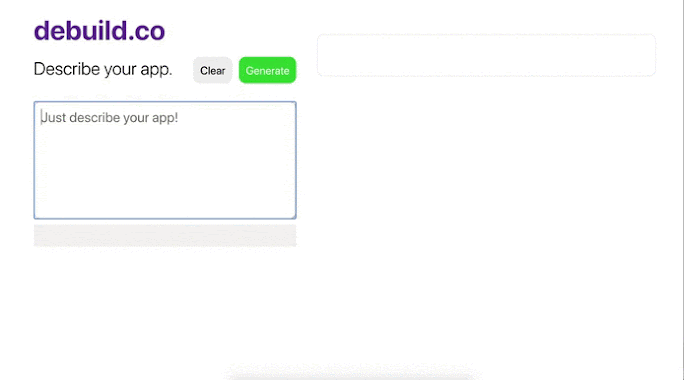 debuild.co
Describe your app.
Clear
Generate
Just describe your app!